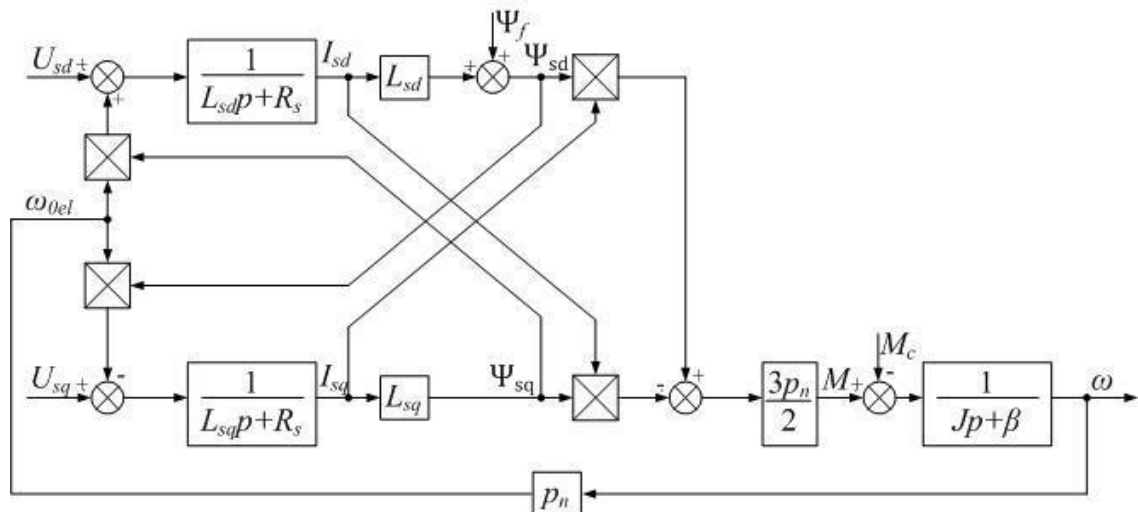 Ψf
Usd + + 1 Isd Lsd + + Ψsd
Lsdp+Rs
+
ω0el
- Mc
Usq + - 1 Isq Lsq Ψsq - + 3pn M + - 1 ω
Lsqp+Rs 2 Jp+β
pn